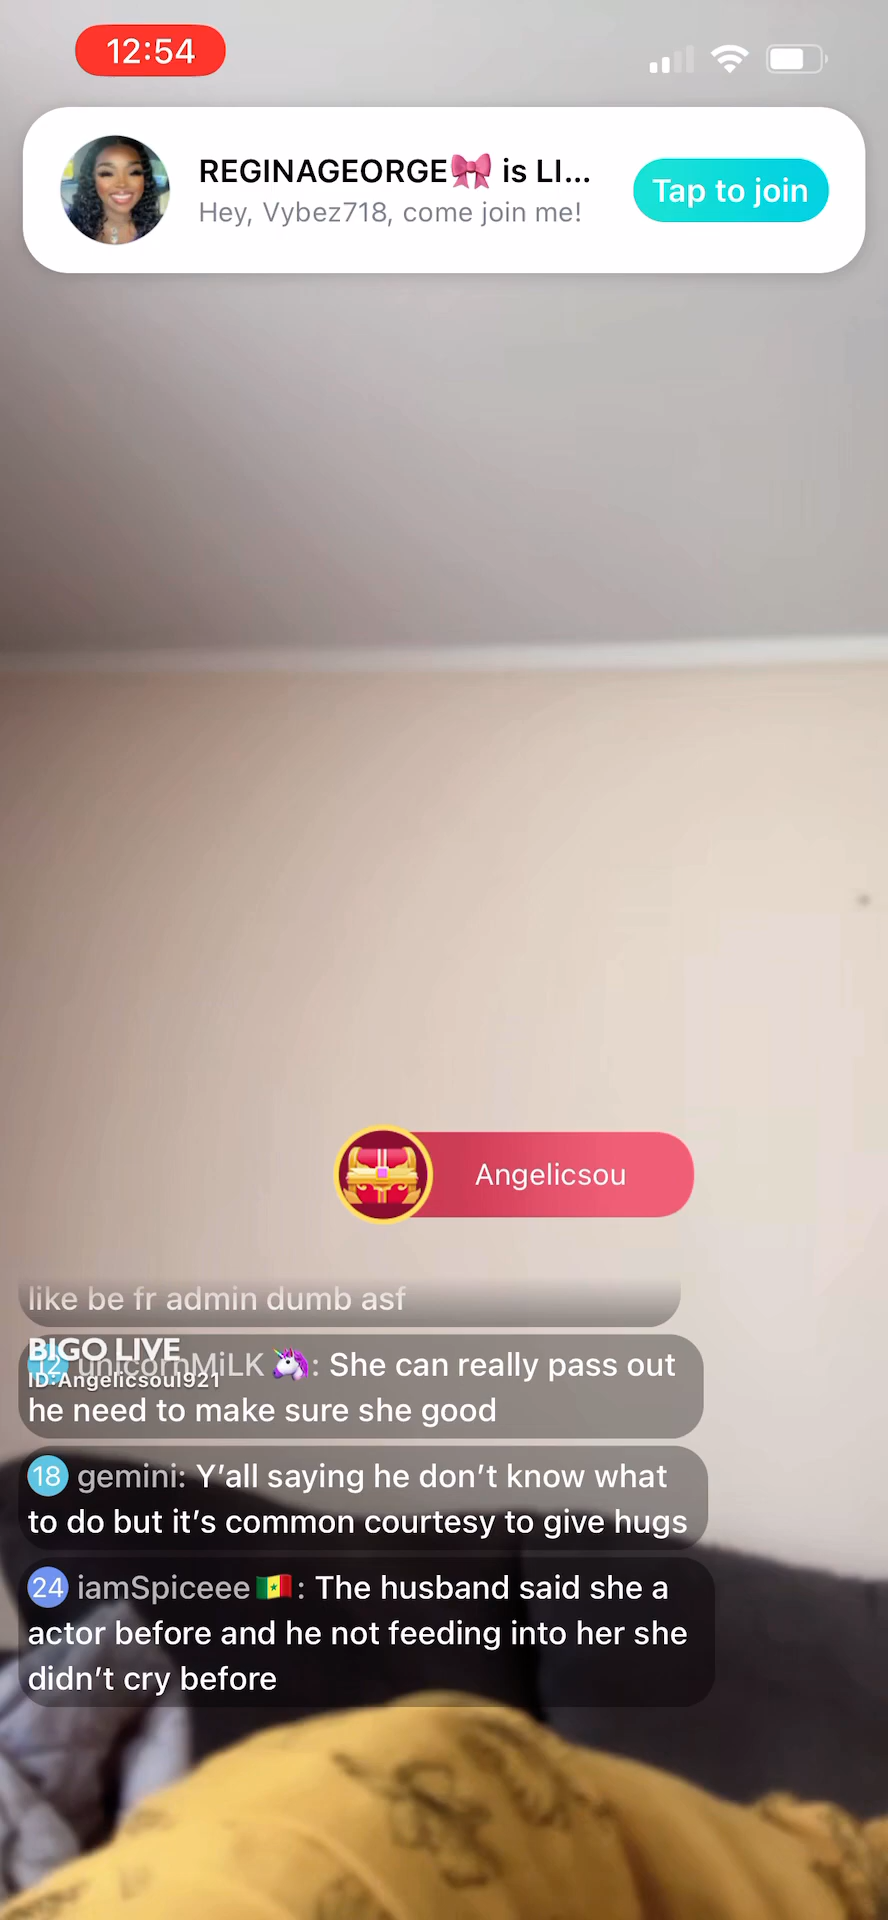 12:54
REGINAGEORGE🎀 is LI...
Hey, Vybez718, come join me!
Tap to join
Angelicsou
like be fr admin dumb asf
BIGO LIVE
ID:Angelicsoul921
12 unicornMiLK🦄: She can really pass out
he need to make sure she good
18 gemini: Y’all saying he don’t know what
to do but it’s common courtesy to give hugs
24 iamSpiceee🇸🇳: The husband said she a
actor before and he not feeding into her she
didn’t cry before